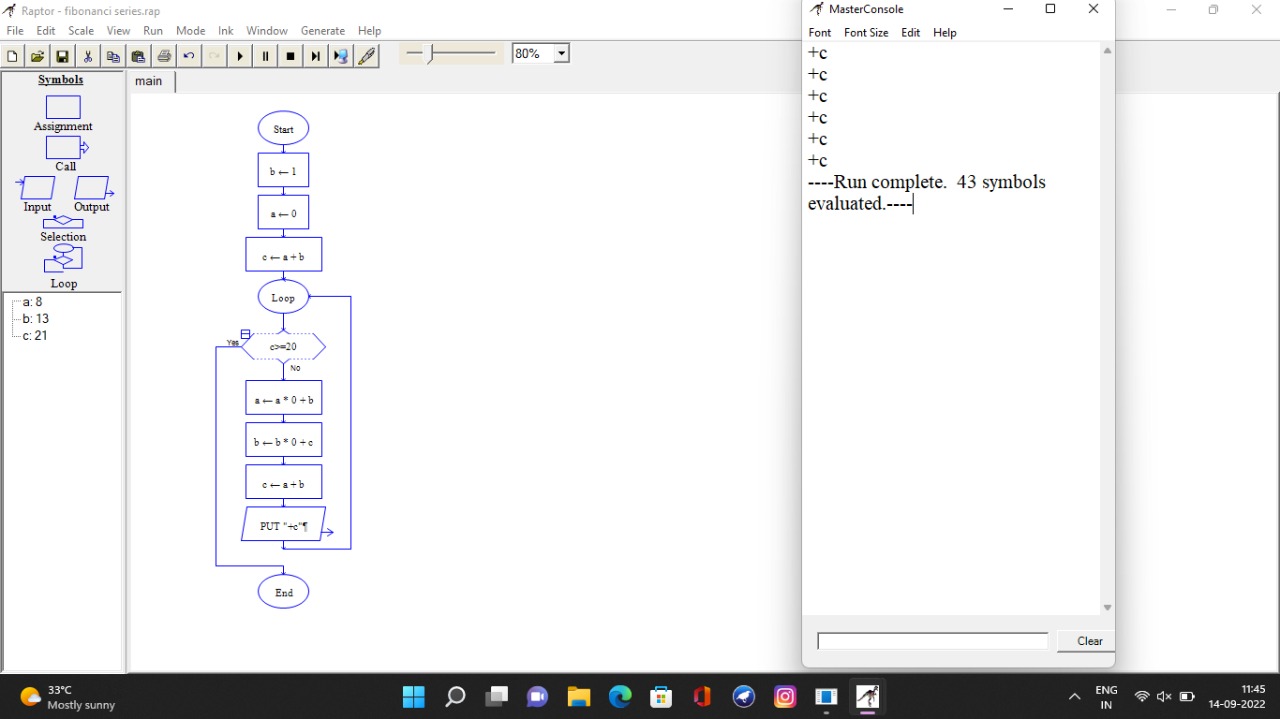 Raptor - fibonanci series.rap
File Edit Scale View Run Mode Ink Window Generate Help
80%
Symbols
Assignment
Call
Input Output
Selection
Loop
a: 8
b: 13
c: 21
main
Start
b ← 1
a ← 0
c ← a + b
Loop
Yes
c>=20
No
a ← a * 0 + b
b ← b * 0 + c
c ← a + b
PUT "+c"¶
End
MasterConsole
Font Font Size Edit Help
+c
+c
+c
+c
+c
+c
----Run complete.  43 symbols
evaluated.----
Clear
33°C
Mostly sunny
ENG
IN
11:45
14-09-2022